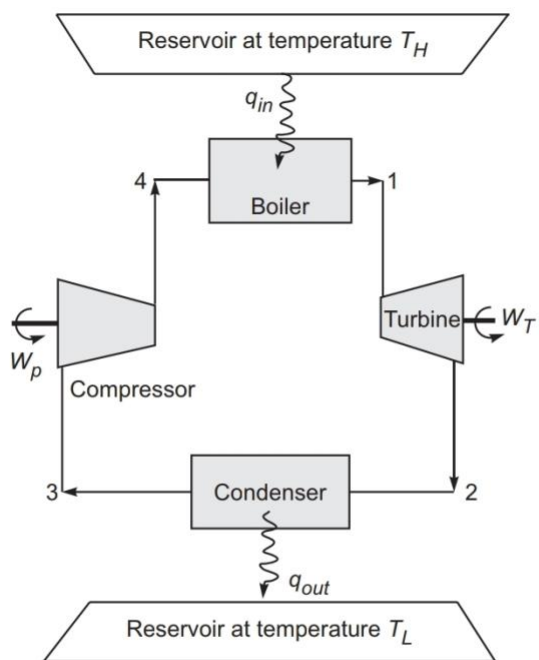 Reservoir at temperature T_H
q_in
4
1
Boiler
Turbine
W_T
W_p
Compressor
3
Condenser
2
q_out
Reservoir at temperature T_L